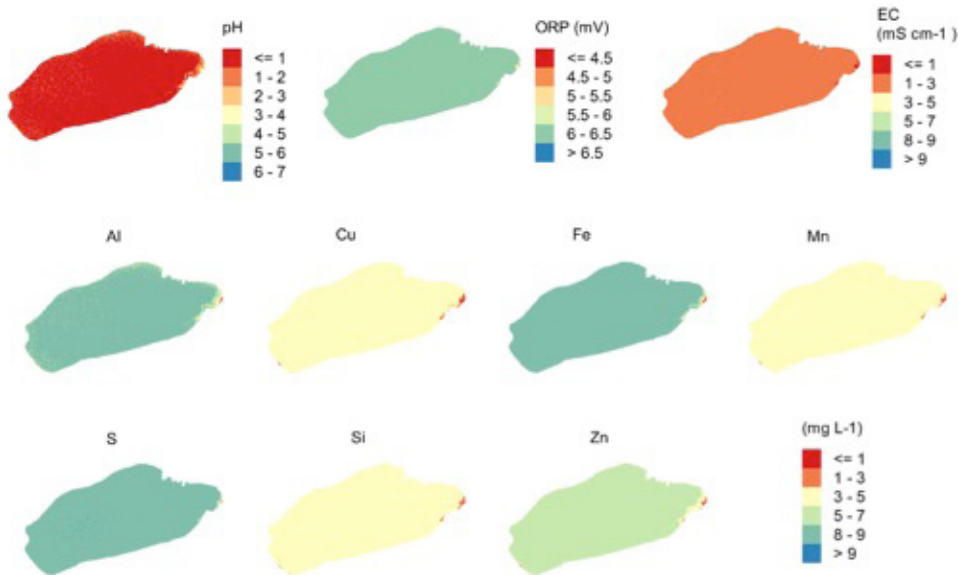 pH
<= 1
1 - 2
2 - 3
3 - 4
4 - 5
5 - 6
6 - 7
ORP (mV)
<= 4.5
4.5 - 5
5 - 5.5
5.5 - 6
6 - 6.5
> 6.5
EC
(mS cm-1 )
<= 1
1 - 3
3 - 5
5 - 7
8 - 9
> 9
Al
Cu
Fe
Mn
S
Si
Zn
(mg L-1)
<= 1
1 - 3
3 - 5
5 - 7
8 - 9
> 9